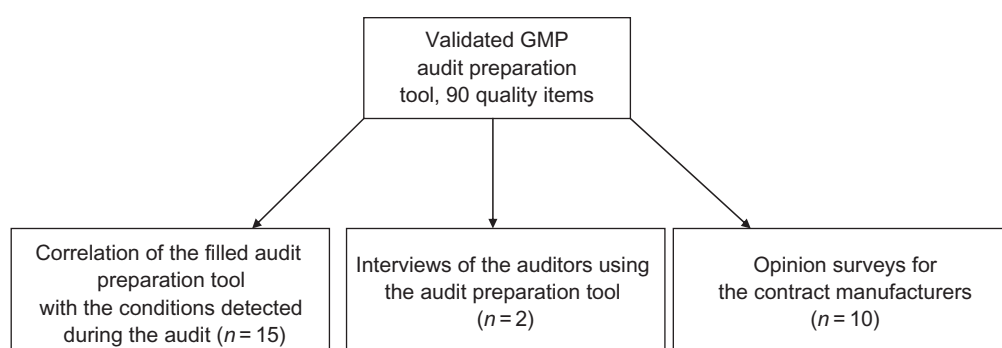 Validated GMP
audit preparation
tool, 90 quality items
Correlation of the filled audit
preparation tool
with the conditions detected
during the audit (n = 15)
Interviews of the auditors using
the audit preparation tool
(n = 2)
Opinion surveys for
the contract manufacturers
(n = 10)